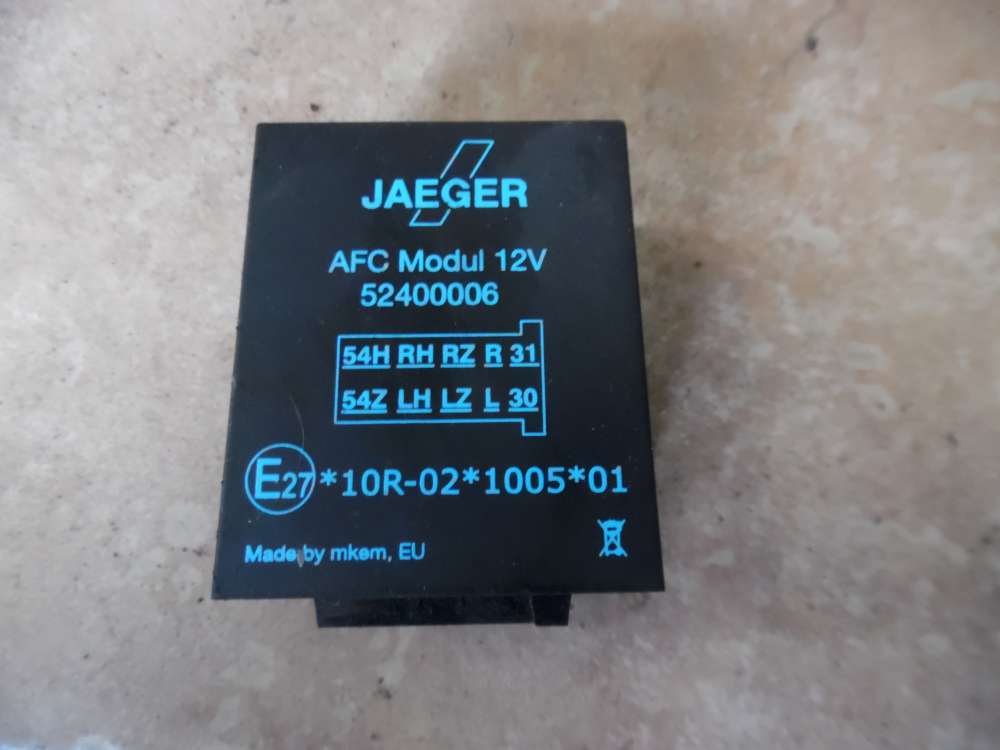 JAEGER
AFC Modul 12V
52400006
54H RH RZ R 31
54Z LH LZ L 30
E27 *10R-02*1005*01
Made by mkem, EU